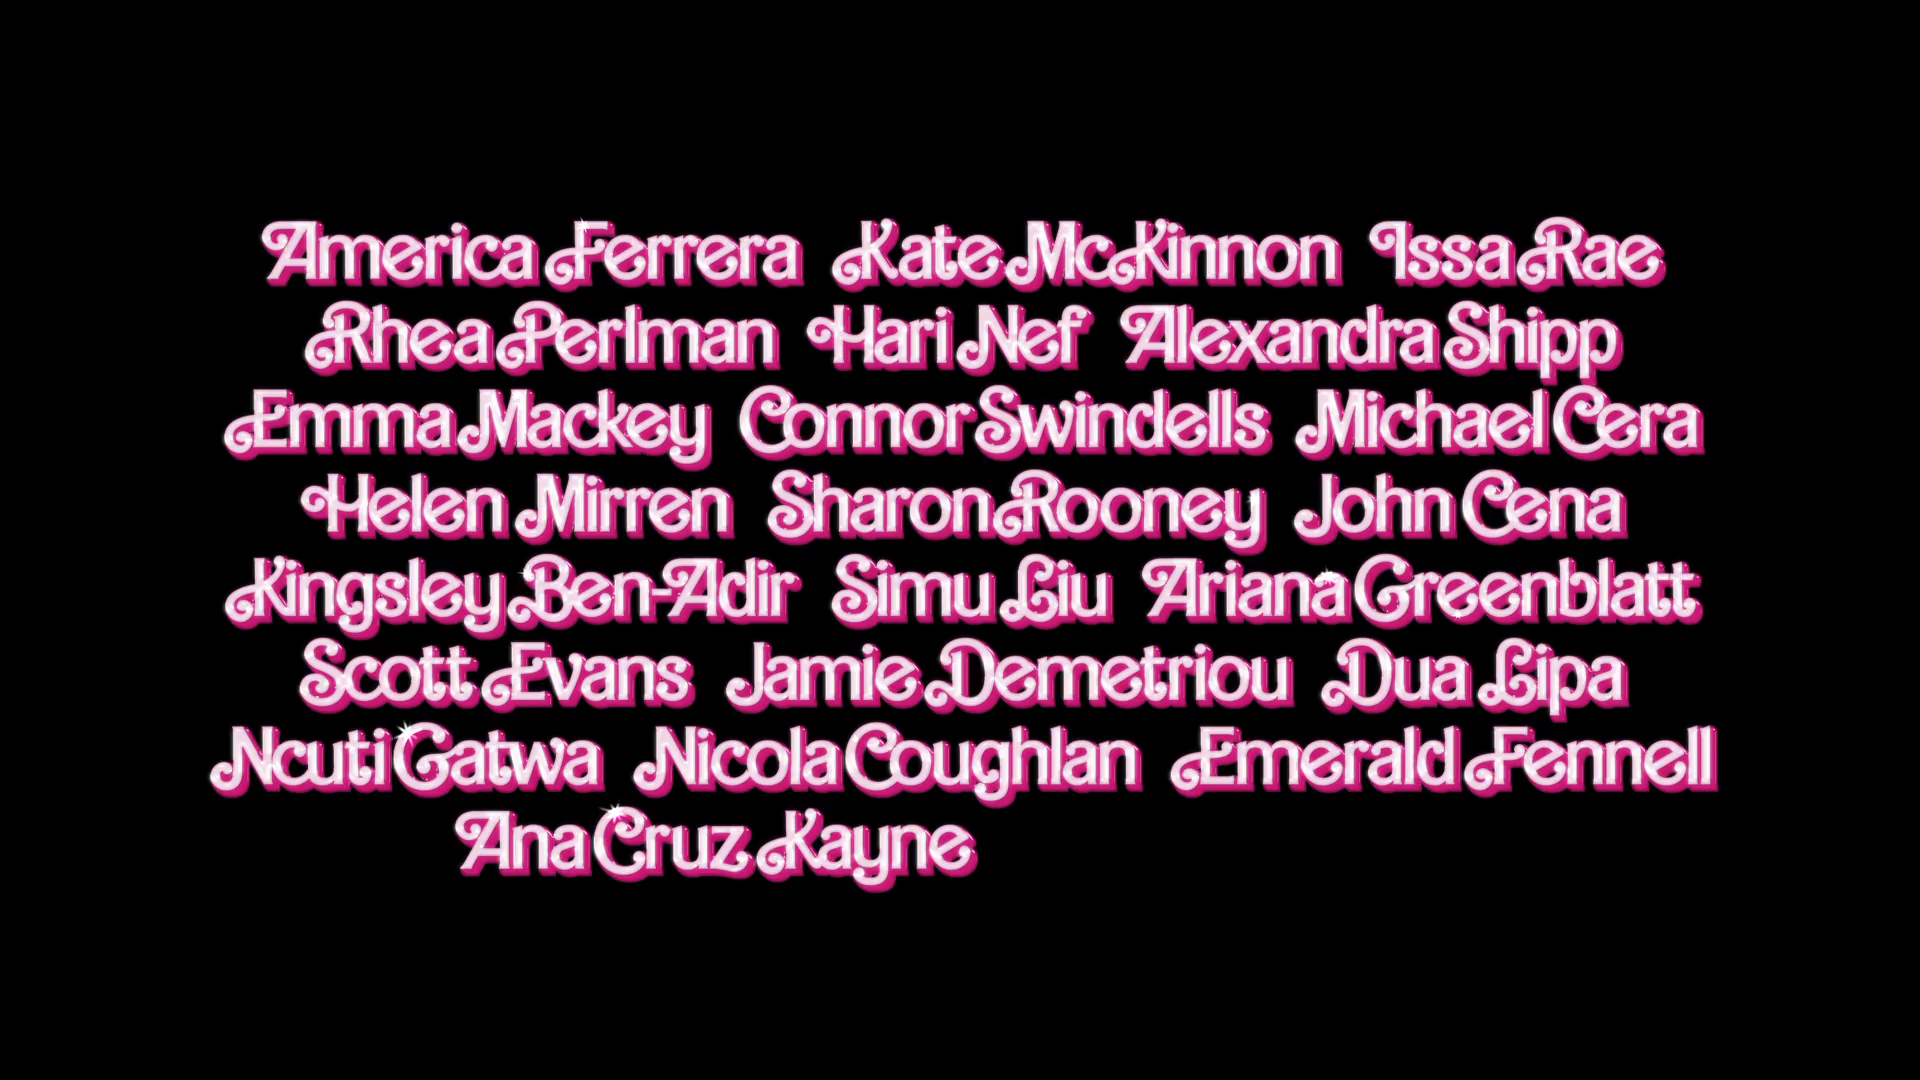 America Ferrera Kate McKinnon Issa Rae
Rhea Perlman Hari Nef Alexandra Shipp
Emma Mackey Connor Swindells Michael Cera
Helen Mirren Sharon Rooney John Cena
Kingsley Ben-Adir Simu Liu Ariana Greenblatt
Scott Evans Jamie Demetriou Dua Lipa
Ncuti Gatwa Nicola Coughlan Emerald Fennell
Ana Cruz Kayne